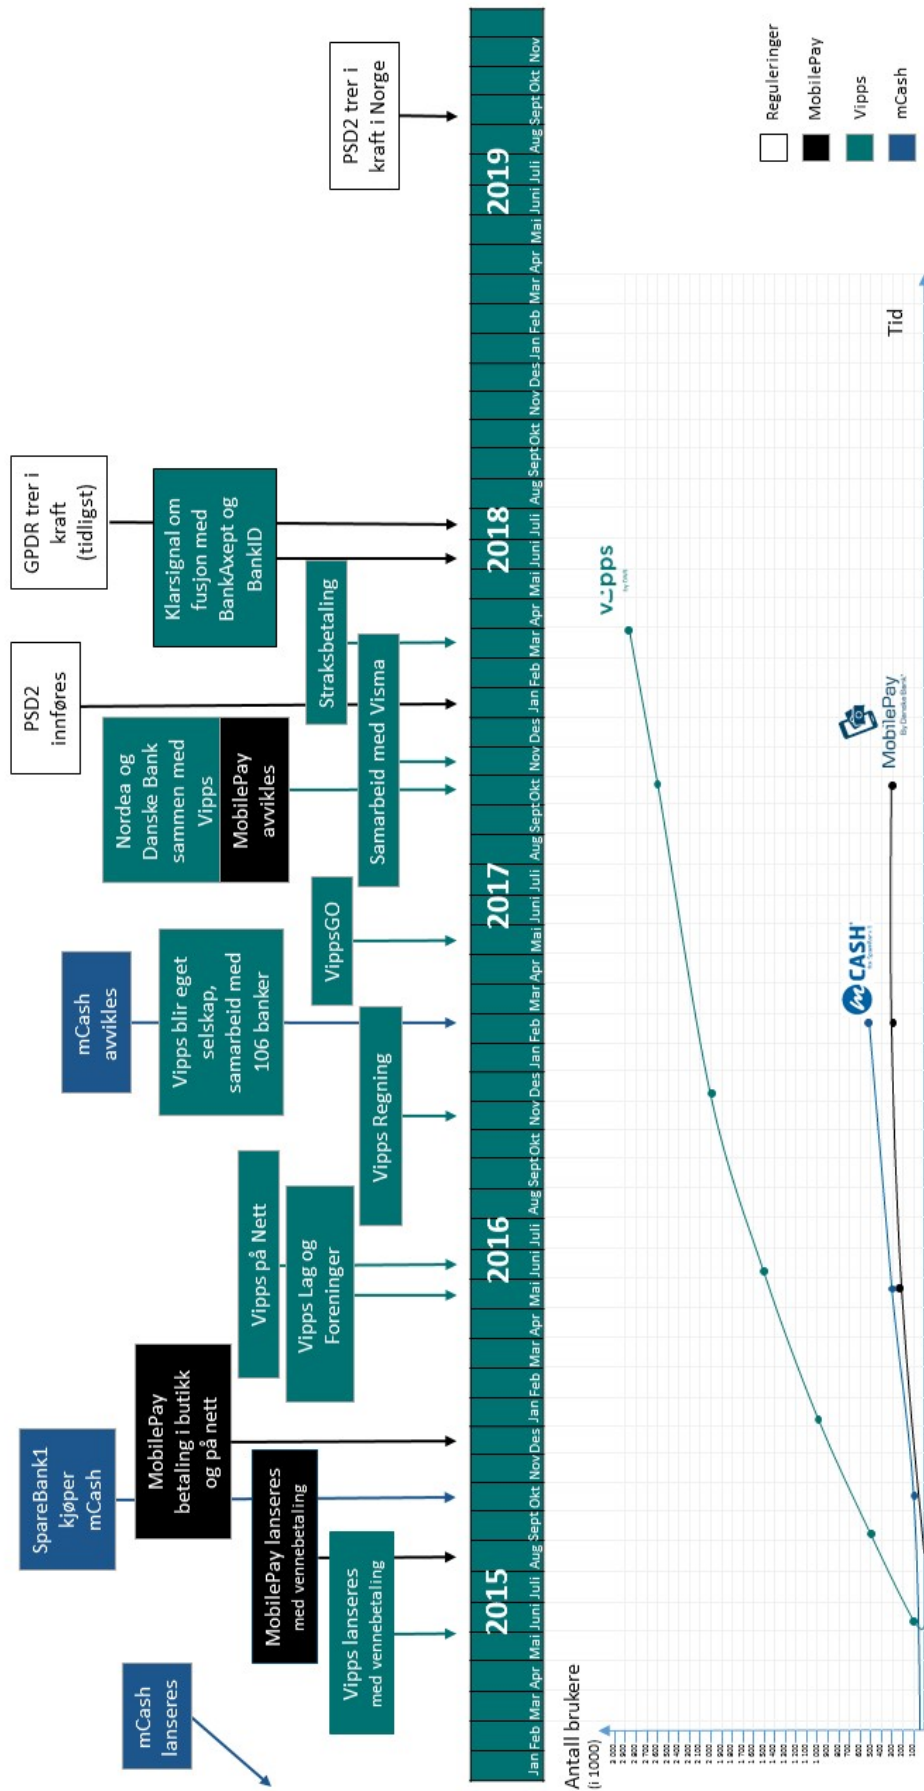 mCash
lanseres
SpareBank1
kjøper
mCash
MobilePay
betaling i butikk
og på nett
MobilePay lanseres
med vennebetaling
Vipps lanseres
med vennebetaling
Vipps på Nett
Vipps Lag og
Foreninger
mCash
avvikles
Vipps blir eget
selskap,
samarbeid med
106 banker
Vipps Regning
VippsGO
Nordea og
Danske Bank
sammen med
Vipps
MobilePay
avvikles
Samarbeid med Visma
PSD2
innføres
Straksbetaling
GPDR trer i
kraft
(tidligst)
Klarsignal om
fusjon med
BankAxept og
BankID
PSD2 trer i
kraft i Norge
2015 2016 2017 2018 2019
Jan Feb Mar Apr Mai Juni Juli Aug Sept Okt Nov Des Jan Feb Mar Apr Mai Juni Juli Aug Sept Okt Nov Des Jan Feb Mar Apr Mai Juni Juli Aug Sept Okt Nov Des Jan Feb Mar Apr Mai Juni Juli Aug Sept Okt Nov Des Jan Feb Mar Apr Mai Juni Juli Aug Sept Okt Nov
Antall brukere
(i 1000)
vipps
by DNB
mCASH
MobilePay
By Danske Bank
Tid
Reguleringer
MobilePay
Vipps
mCash